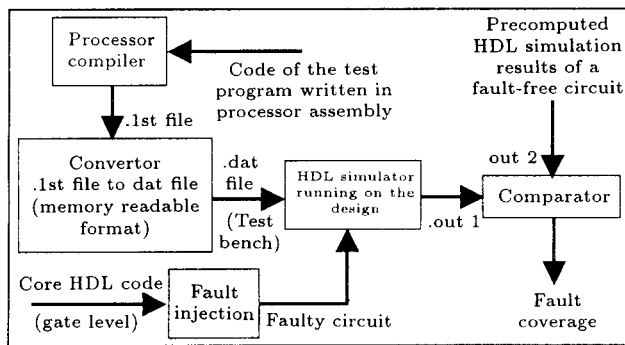 Processor
compiler
Code of the test
program written in
processor assembly
Precomputed
HDL simulation
results of a
fault-free circuit
.1st file
Convertor
.1st file to dat file
(memory readable
format)
.dat
file
(Test
bench)
HDL simulator
running on the
design
.out 1
out 2
Comparator
Core HDL code
(gate level)
Fault
injection
Faulty circuit
Fault
coverage